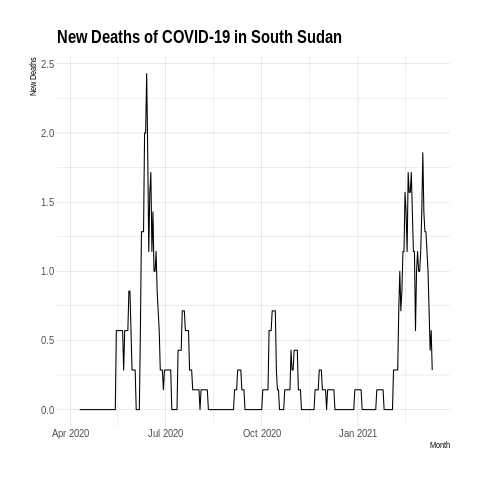 New Deaths of COVID-19 in South Sudan
New Deaths
2.5
2.0
1.5
1.0
0.5
0.0
Apr 2020
Jul 2020
Oct 2020
Jan 2021
Month